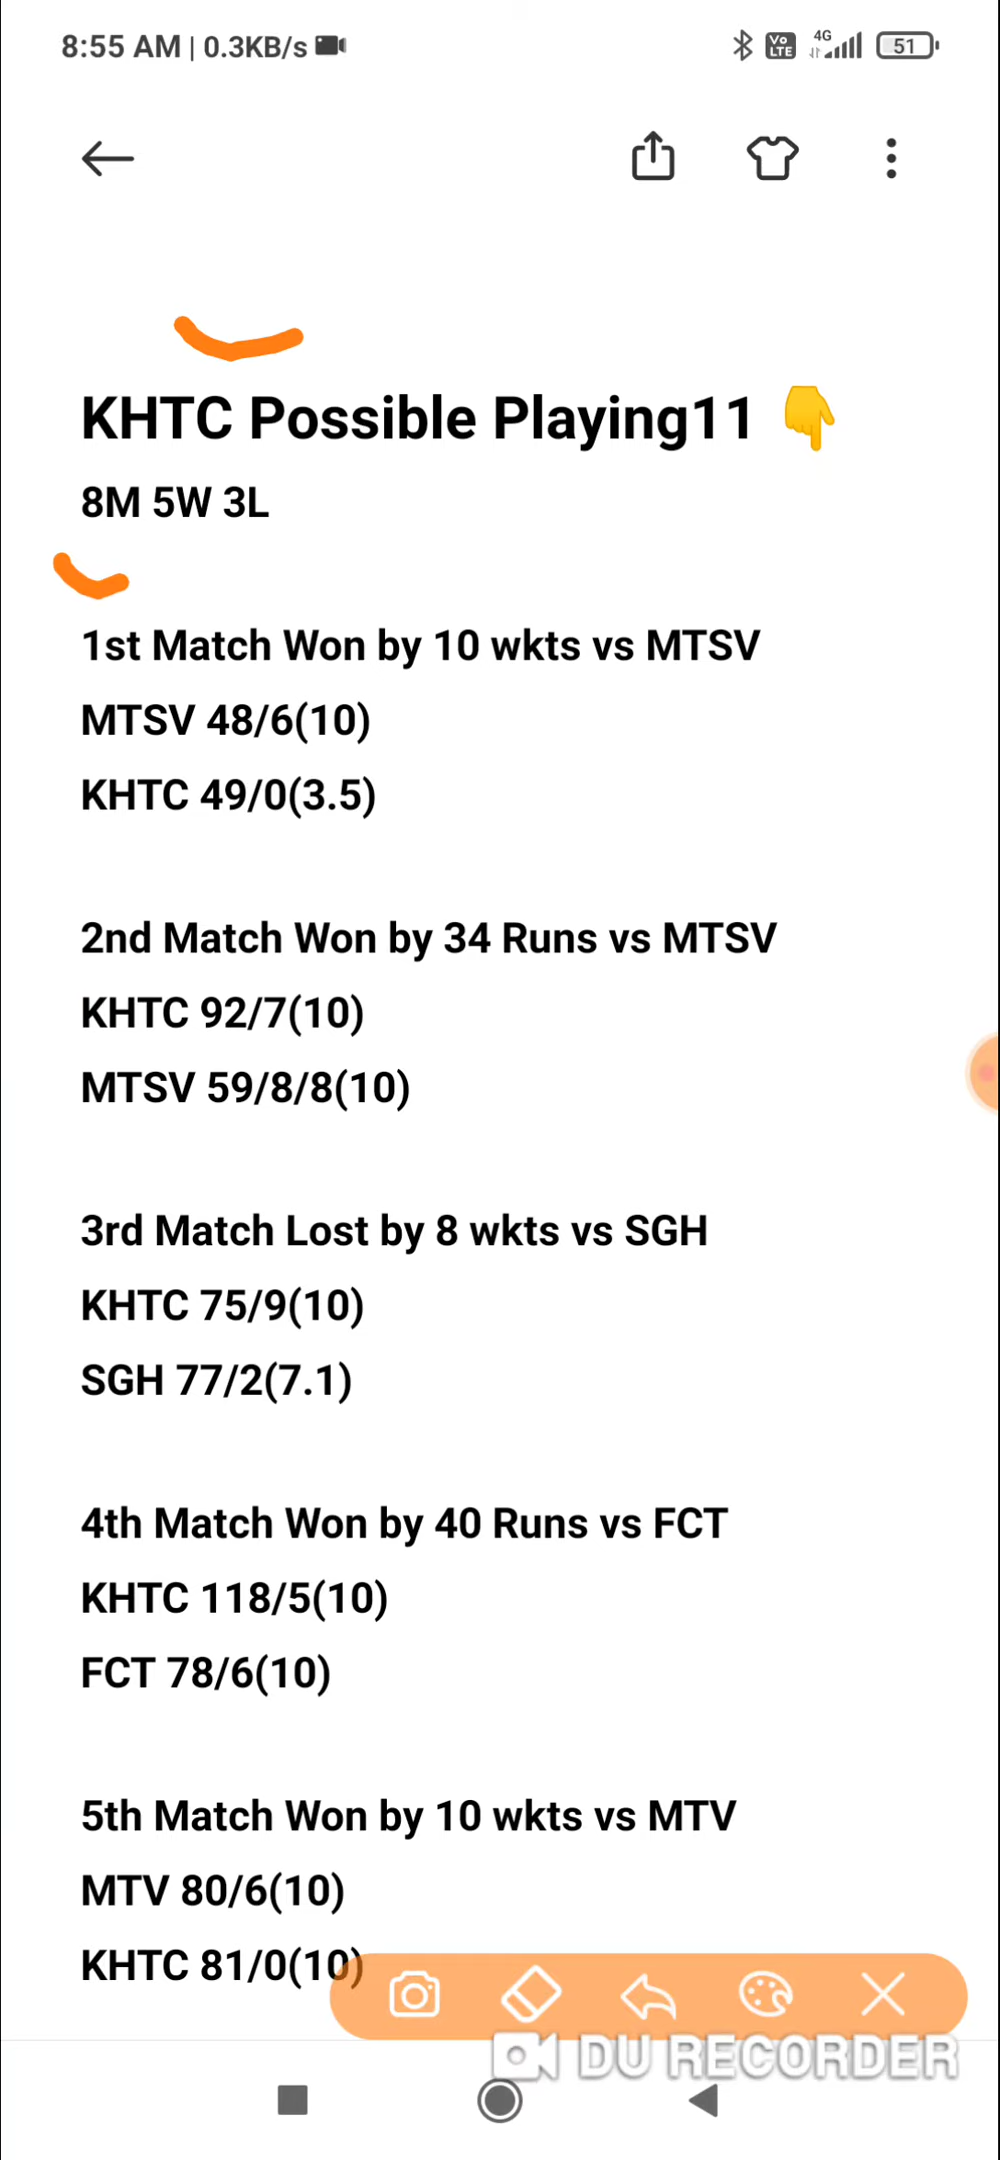 8:55 AM | 0.3KB/s
Vo LTE 4G 51
KHTC Possible Playing11 👇
8M 5W 3L
1st Match Won by 10 wkts vs MTSV
MTSV 48/6(10)
KHTC 49/0(3.5)
2nd Match Won by 34 Runs vs MTSV
KHTC 92/7(10)
MTSV 59/8/8(10)
3rd Match Lost by 8 wkts vs SGH
KHTC 75/9(10)
SGH 77/2(7.1)
4th Match Won by 40 Runs vs FCT
KHTC 118/5(10)
FCT 78/6(10)
5th Match Won by 10 wkts vs MTV
MTV 80/6(10)
KHTC 81/0(10)
DU RECORDER